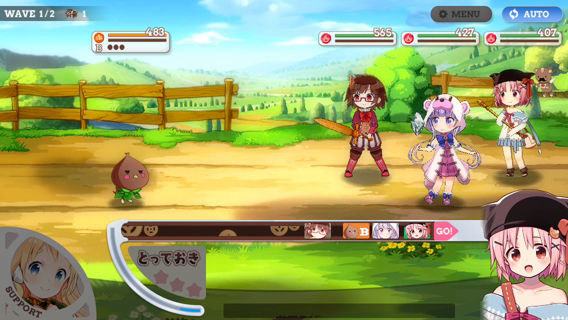 WAVE 1/2 1
MENU
AUTO
483
B
565
427
407
B
GO!
とっておき
SUPPORT